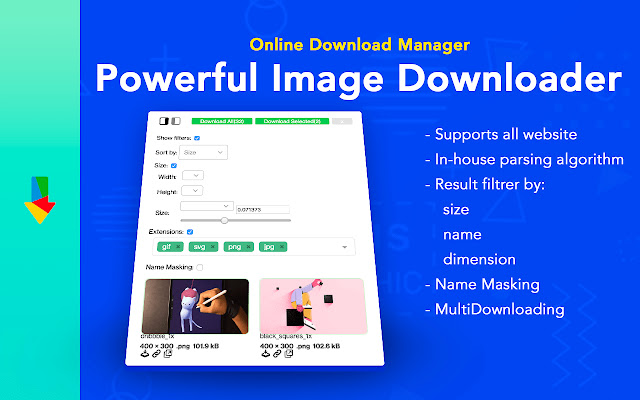 Online Download Manager
Powerful Image Downloader
Download All(33) Download Selected(2)
Show filters:
Sort by: Size
Size:
Width:
Height:
Size: 0.071373
Extensions:
gif × svg × png × jpg ×
Name Masking:
dribbble_1x black_squares_1x
400 × 300 .png 101.9 kB 400 × 300 .png 102.6 kB
- Supports all website
- In-house parsing algorithm
- Result filtrer by:
size
name
dimension
- Name Masking
- MultiDownloading